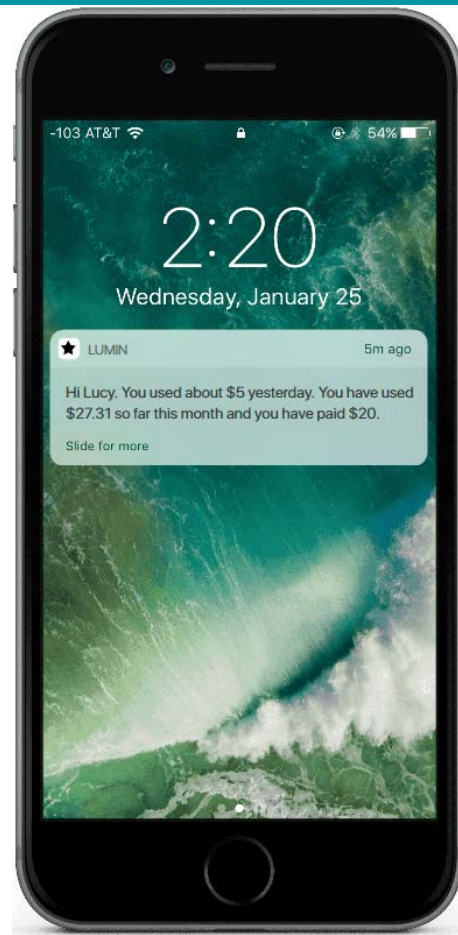 -103 AT&T 54%
2:20
Wednesday, January 25
LUMIN 5m ago
Hi Lucy. You used about $5 yesterday. You have used
$27.31 so far this month and you have paid $20.
Slide for more